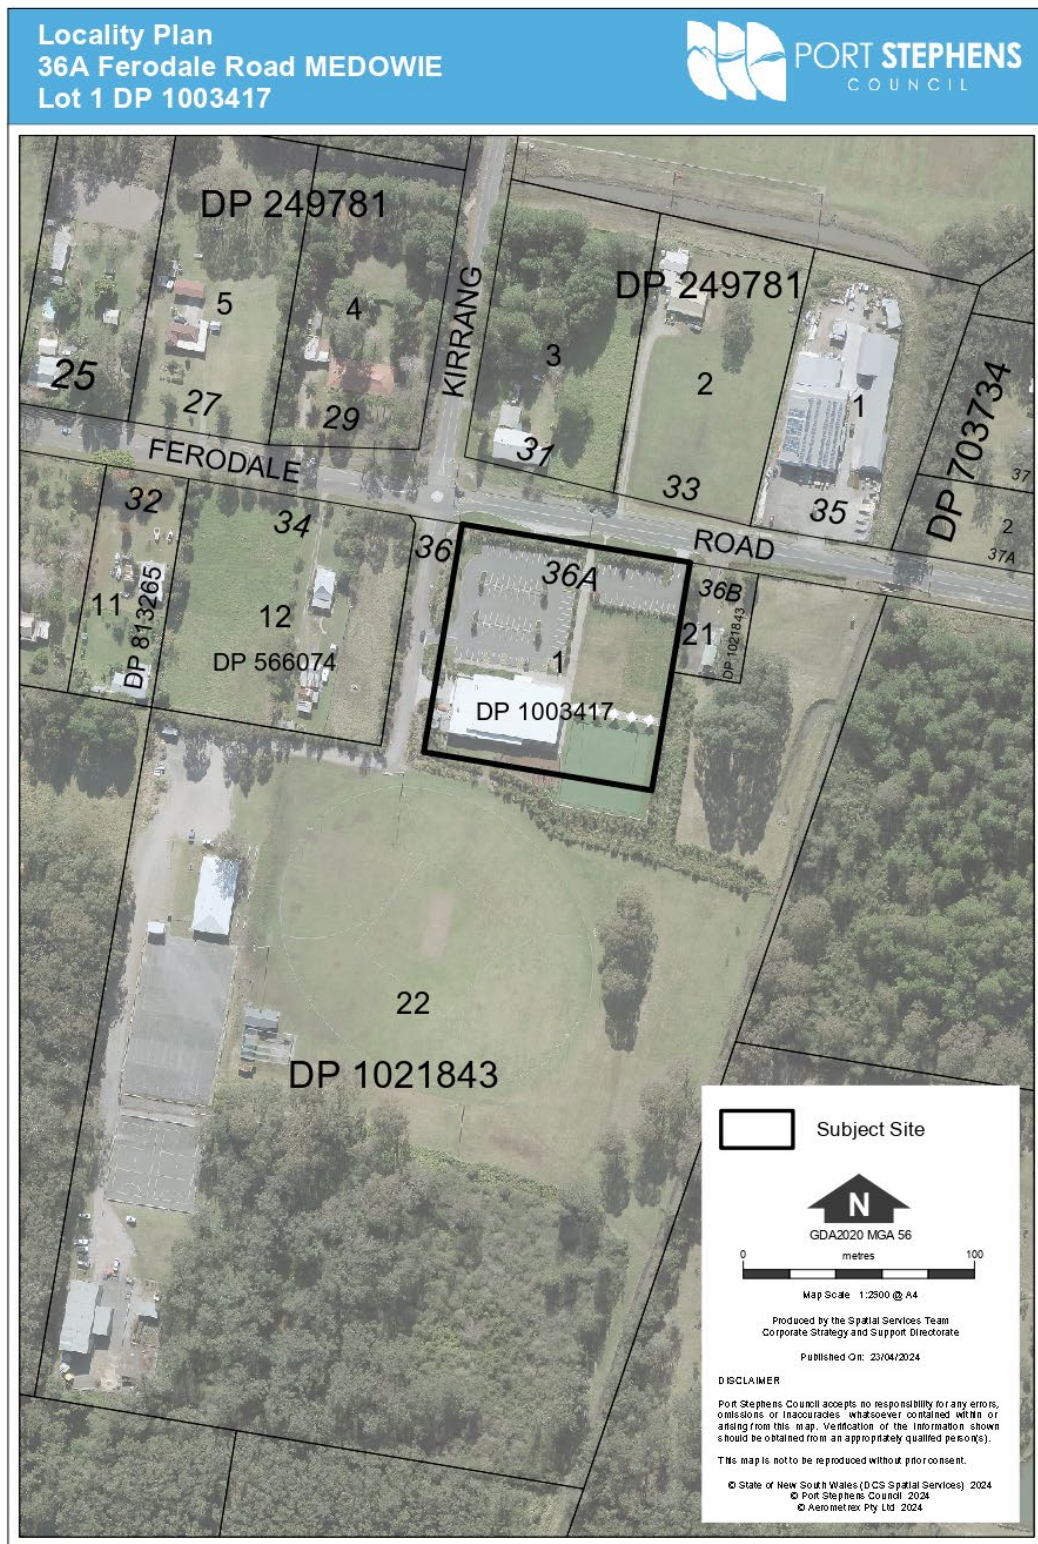 Locality Plan
36A Ferodale Road MEDOWIE
Lot 1 DP 1003417
PORT STEPHENS
COUNCIL
DP 249781
DP 249781
KIRRANG
5
4
3
2
1
25
27
29
31
33
35
DP 703734
37
2
37A
FERODALE
ROAD
32
34
36
36A
36B
11
DP 813265
12
DP 566074
1
DP 1003417
21
DP 1021843
22
DP 1021843
Subject Site
N
GDA2020 MGA 56
0 metres 100
Map Scale 1:2500 @ A4
Produced by the Spatial Services Team
Corporate Strategy and Support Directorate
Published On: 23/04/2024
DISCLAIMER
Port Stephens Council accepts no responsibility for any errors,
omissions or inaccuracies whatsoever contained within or
arising from this map. Verification of the information shown
should be obtained from an appropriately qualified person(s).
This map is not to be reproduced without prior consent.
© State of New South Wales (DCS Spatial Services) 2024
© Port Stephens Council 2024
© Aerometrex Pty Ltd 2024